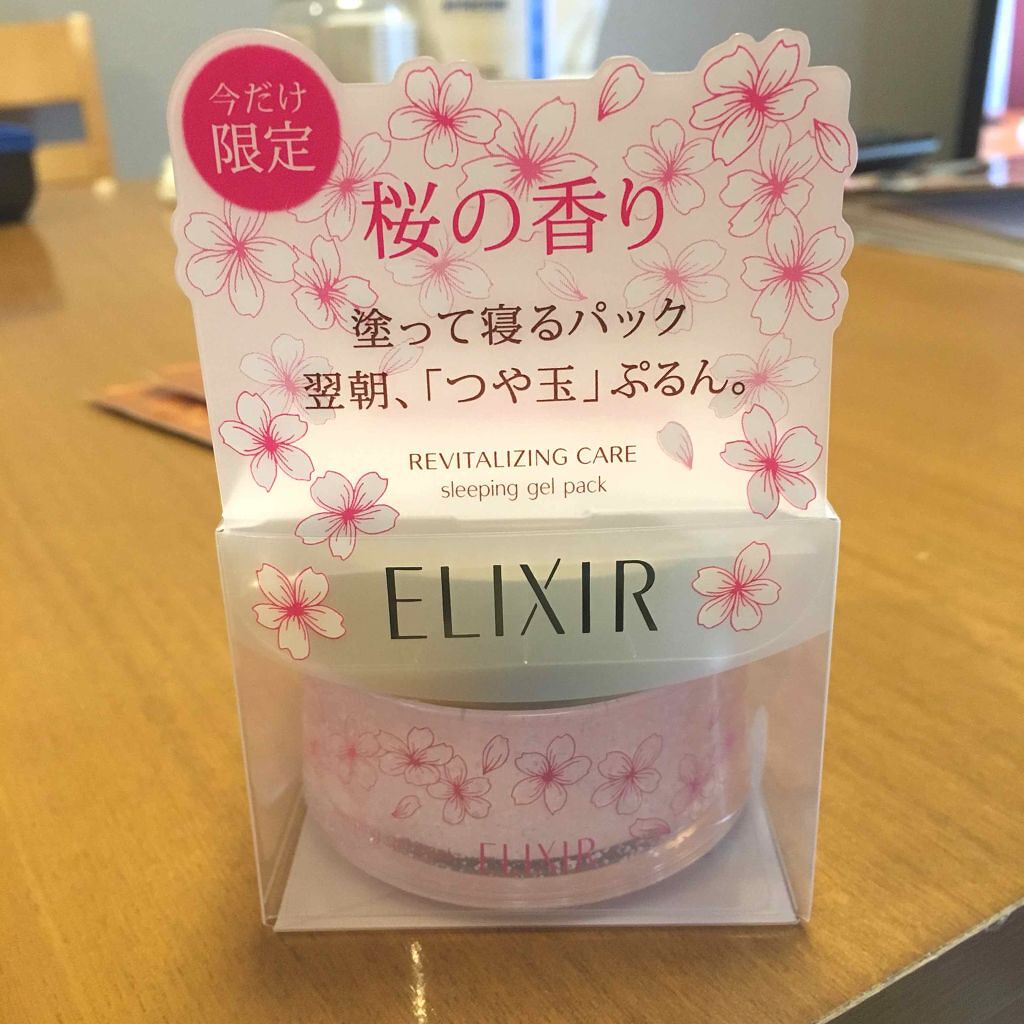 今だけ
限定
桜の香り
塗って寝るパック
翌朝、「つや玉」ぷるん。
REVITALIZING CARE
sleeping gel pack
ELIXIR
ELIXIR